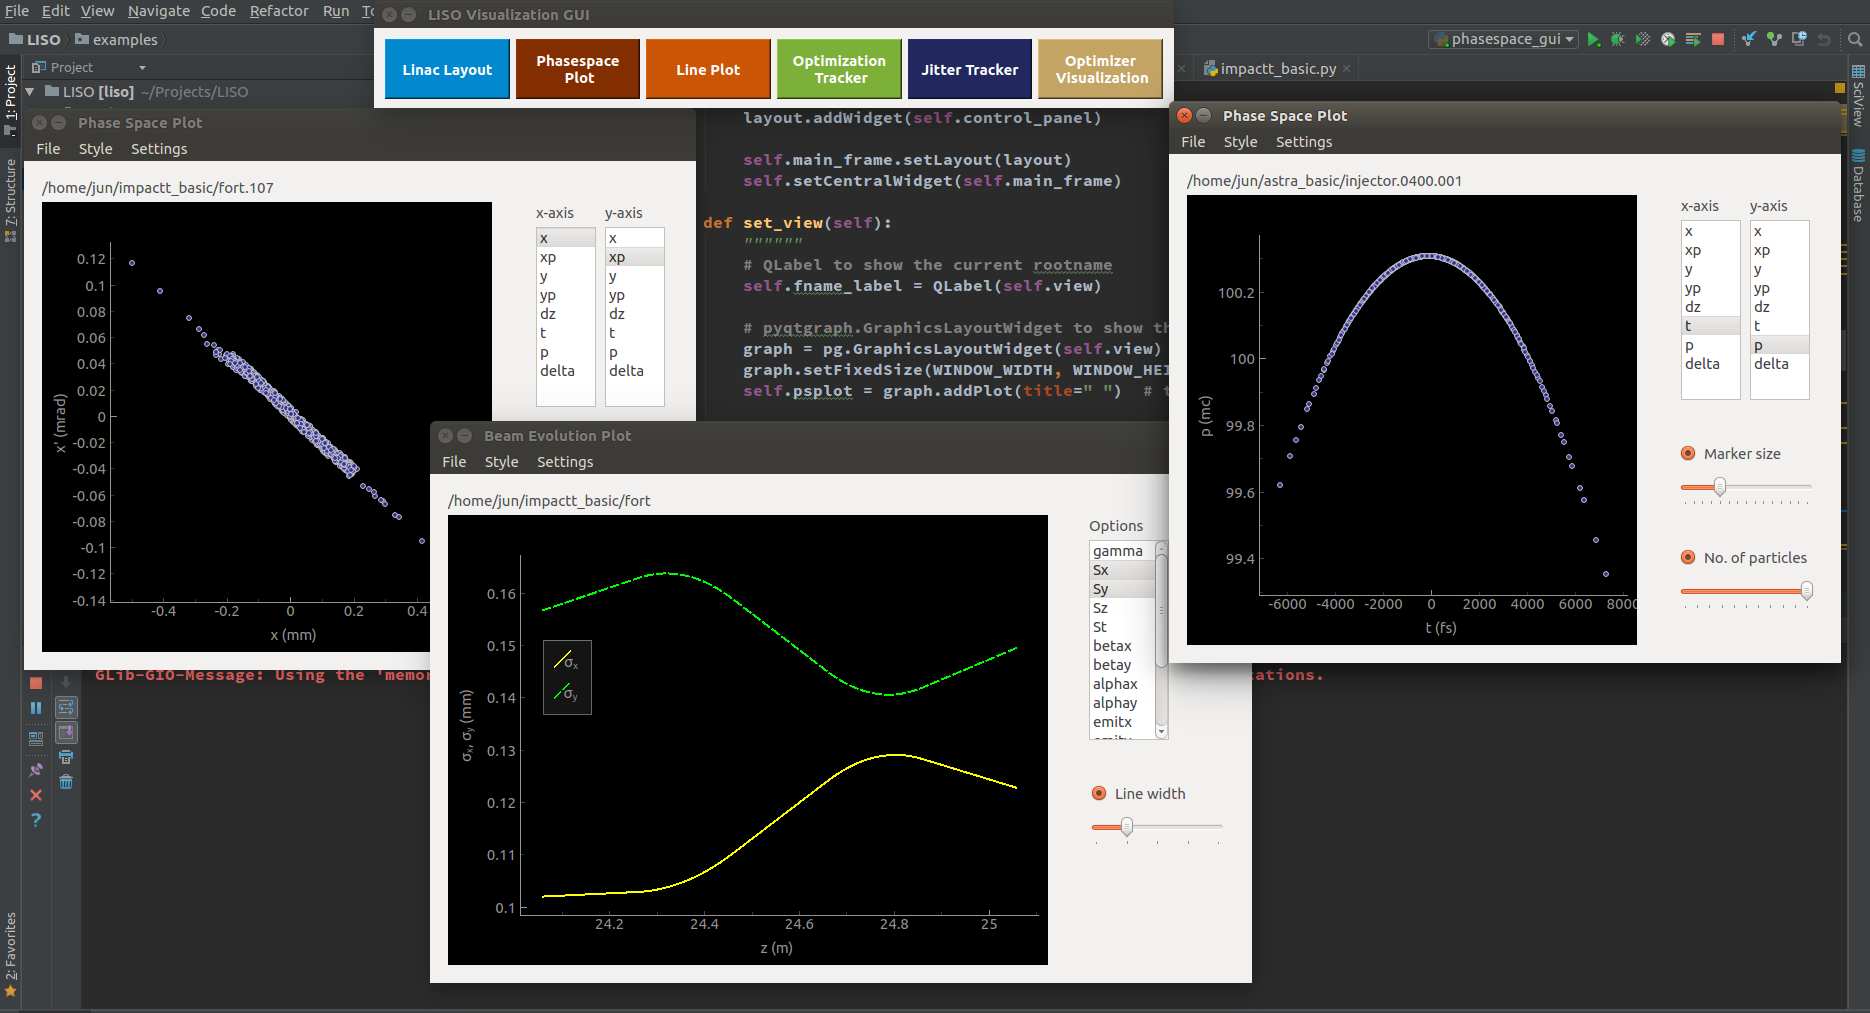 File Edit View Navigate Code Refactor Run
LISO Visualization GUI
LISO examples
phasespace_gui
Linac Layout
Phasespace Plot
Line Plot
Optimization Tracker
Jitter Tracker
Optimizer Visualization
Project
impactt_basic.py
LISO [liso] ~/Projects/LISO
1: Project
7: Structure
2: Favorites
SciView
Database
Phase Space Plot
File Style Settings
/home/jun/impactt_basic/fort.107
x-axis y-axis
x x
xp xp
y y
yp yp
dz dz
t t
p p
delta delta
0.12
0.1
0.08
0.06
0.04
0.02
0
-0.02
-0.04
-0.06
-0.08
-0.1
-0.12
-0.14
x' (mrad)
-0.4 -0.2 0 0.2 0.4
x (mm)
layout.addWidget(self.control_panel)
self.main_frame.setLayout(layout)
self.setCentralWidget(self.main_frame)
def set_view(self):
""""""
# QLabel to show the current rootname
self.fname_label = QLabel(self.view)
# pyqtgraph.GraphicsLayoutWidget to show th
graph = pg.GraphicsLayoutWidget(self.view)
graph.setFixedSize(WINDOW_WIDTH, WINDOW_HEI
self.psplot = graph.addPlot(title=" ") # t
Phase Space Plot
File Style Settings
/home/jun/astra_basic/injector.0400.001
x-axis y-axis
x x
xp xp
y y
yp yp
dz dz
t t
p p
delta delta
100.2
100
99.8
99.6
99.4
p (mc)
-6000 -4000 -2000 0 2000 4000 6000 8000
t (fs)
Marker size
No. of particles
Beam Evolution Plot
File Style Settings
/home/jun/impactt_basic/fort
Options
gamma
Sx
Sy
Sz
St
betax
betay
alphax
alphay
emitx
0.16
0.15
0.14
0.13
0.12
0.11
0.1
σx, σy (mm)
σx
σy
24.2 24.4 24.6 24.8 25
z (m)
Line width
GLib-GIO-Message: Using the 'memor
cations.